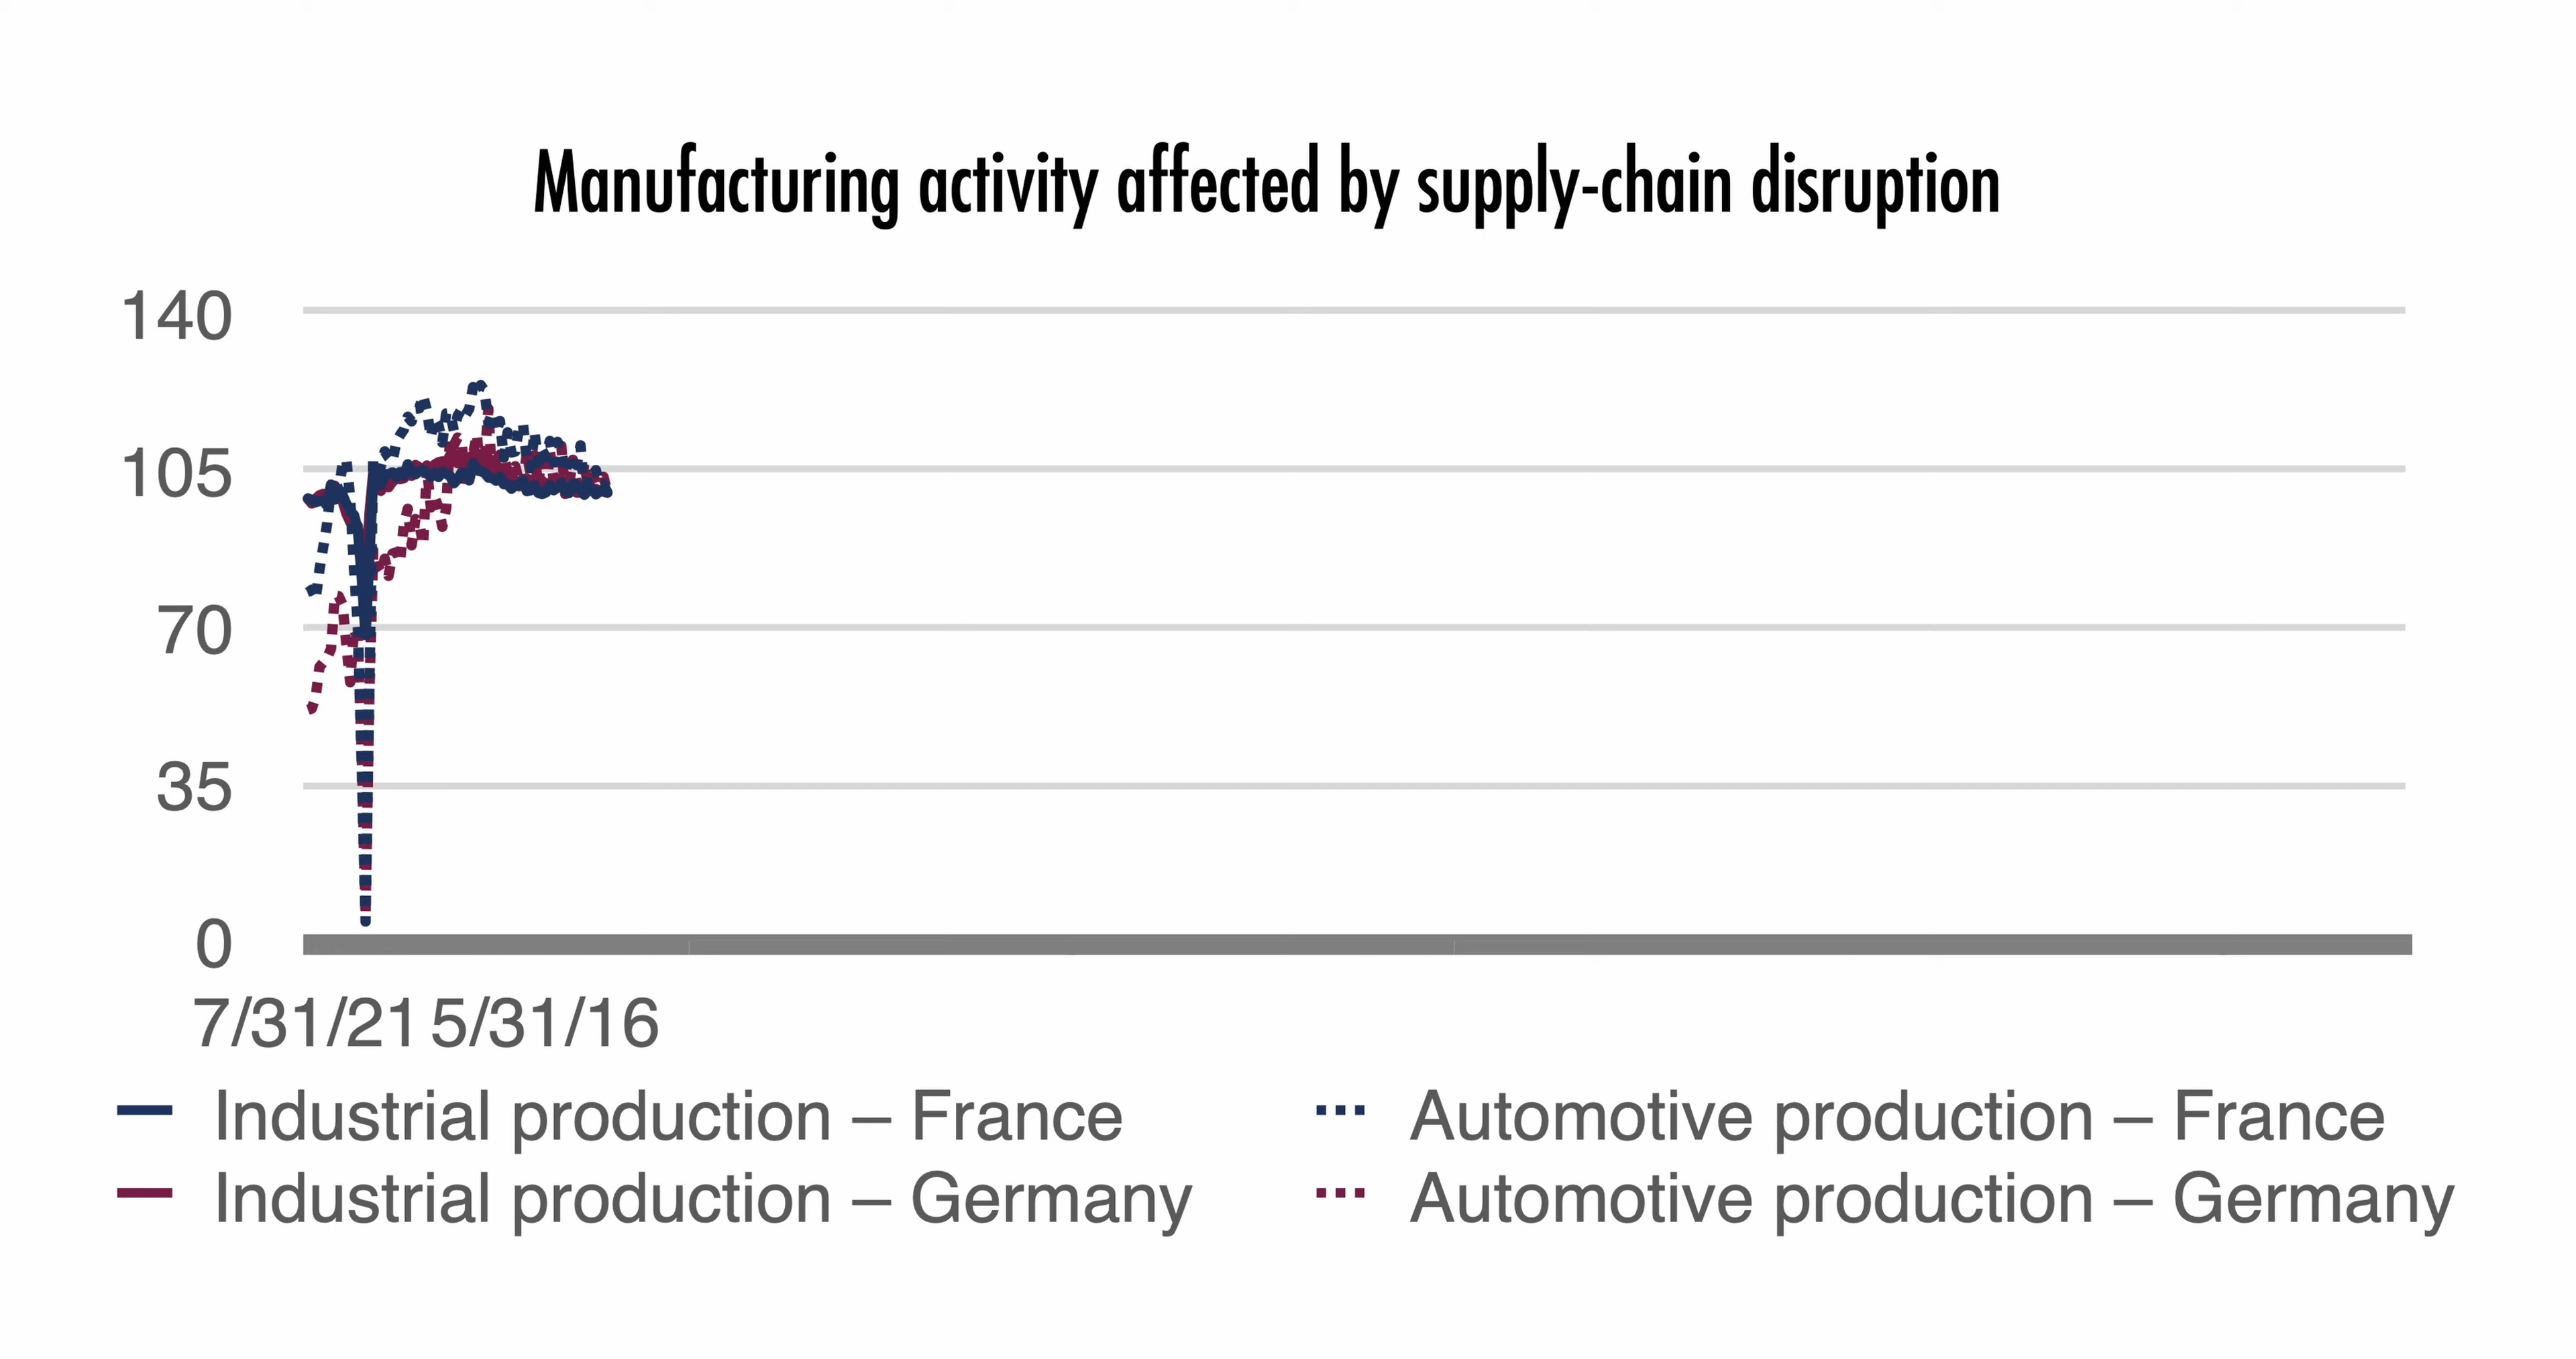 Manufacturing activity affected by supply-chain disruption
140
105
70
35
0
7/31/21 5/31/16
Industrial production – France
Automotive production – France
Industrial production – Germany
Automotive production – Germany